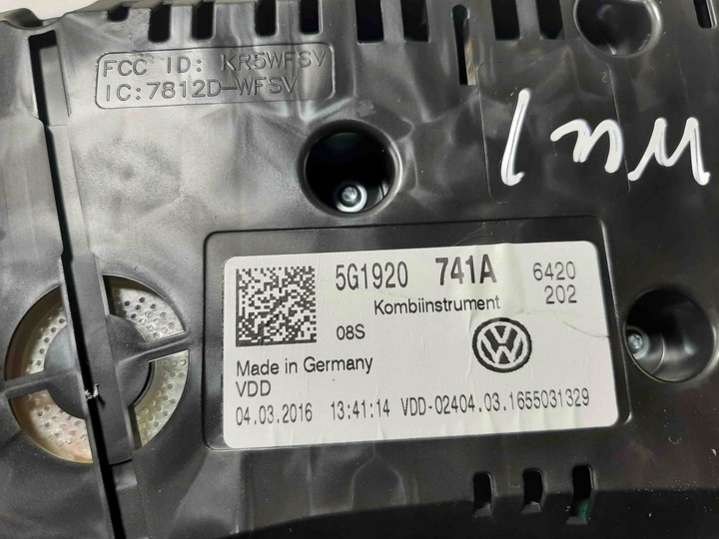 FCC ID: KR5WFSV
IC:7812D-WFSV
5G1920 741A 6420
Kombiinstrument 202
08S
Made in Germany
VDD
04.03.2016 13:41:14 VDD-02404.03.1655031329